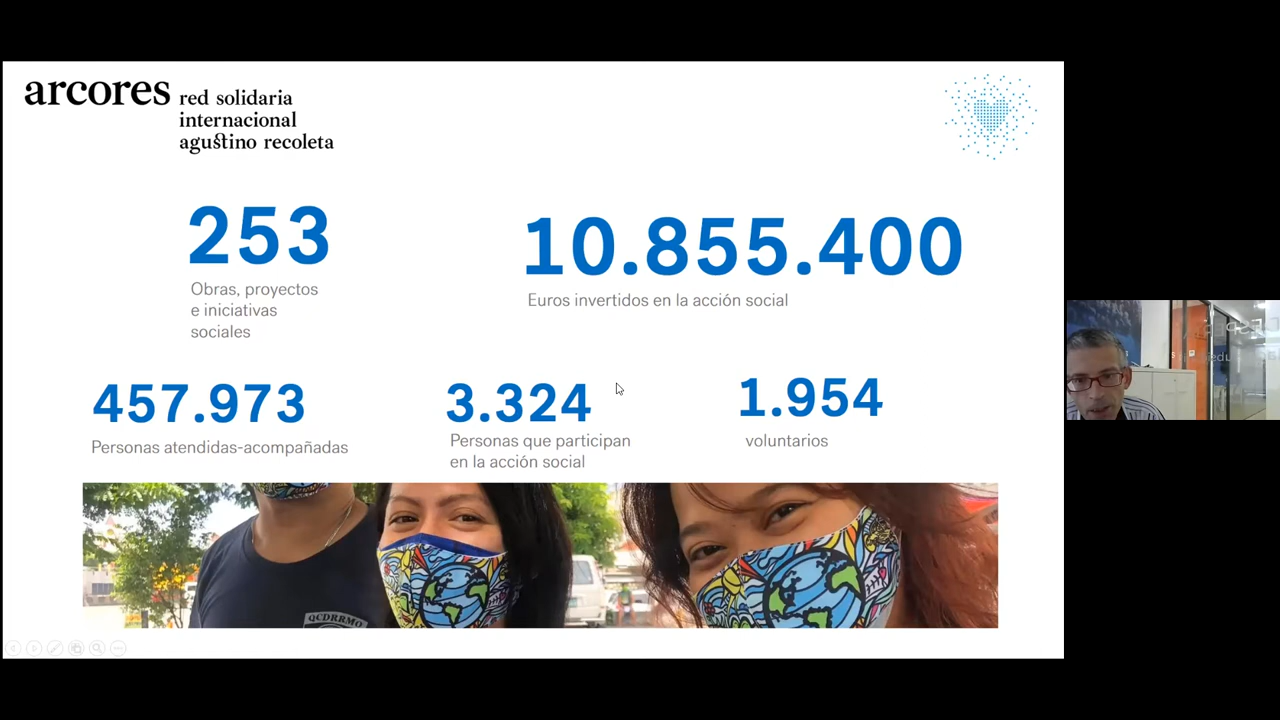 arcores
red solidaria
internacional
agustino recoleta
253
Obras, proyectos
e iniciativas
sociales
10.855.400
Euros invertidos en la acción social
457.973
Personas atendidas-acompañadas
3.324
Personas que participan
en la acción social
1.954
voluntarios
QCDRRMO